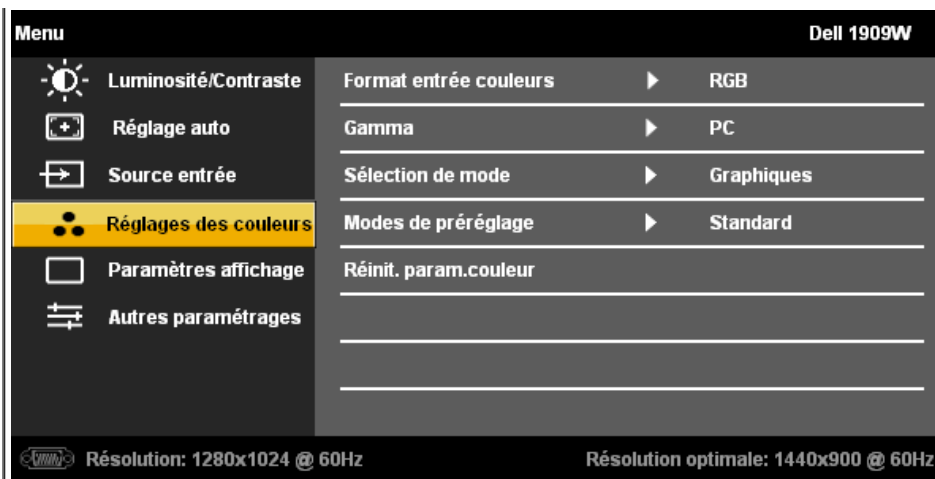 Menu Dell 1909W
Luminosité/Contraste Format entrée couleurs RGB
Réglage auto Gamma PC
Source entrée Sélection de mode Graphiques
Réglages des couleurs Modes de préréglage Standard
Paramètres affichage Réinit. param.couleur
Autres paramétrages
Résolution: 1280x1024 @ 60Hz Résolution optimale: 1440x900 @ 60Hz